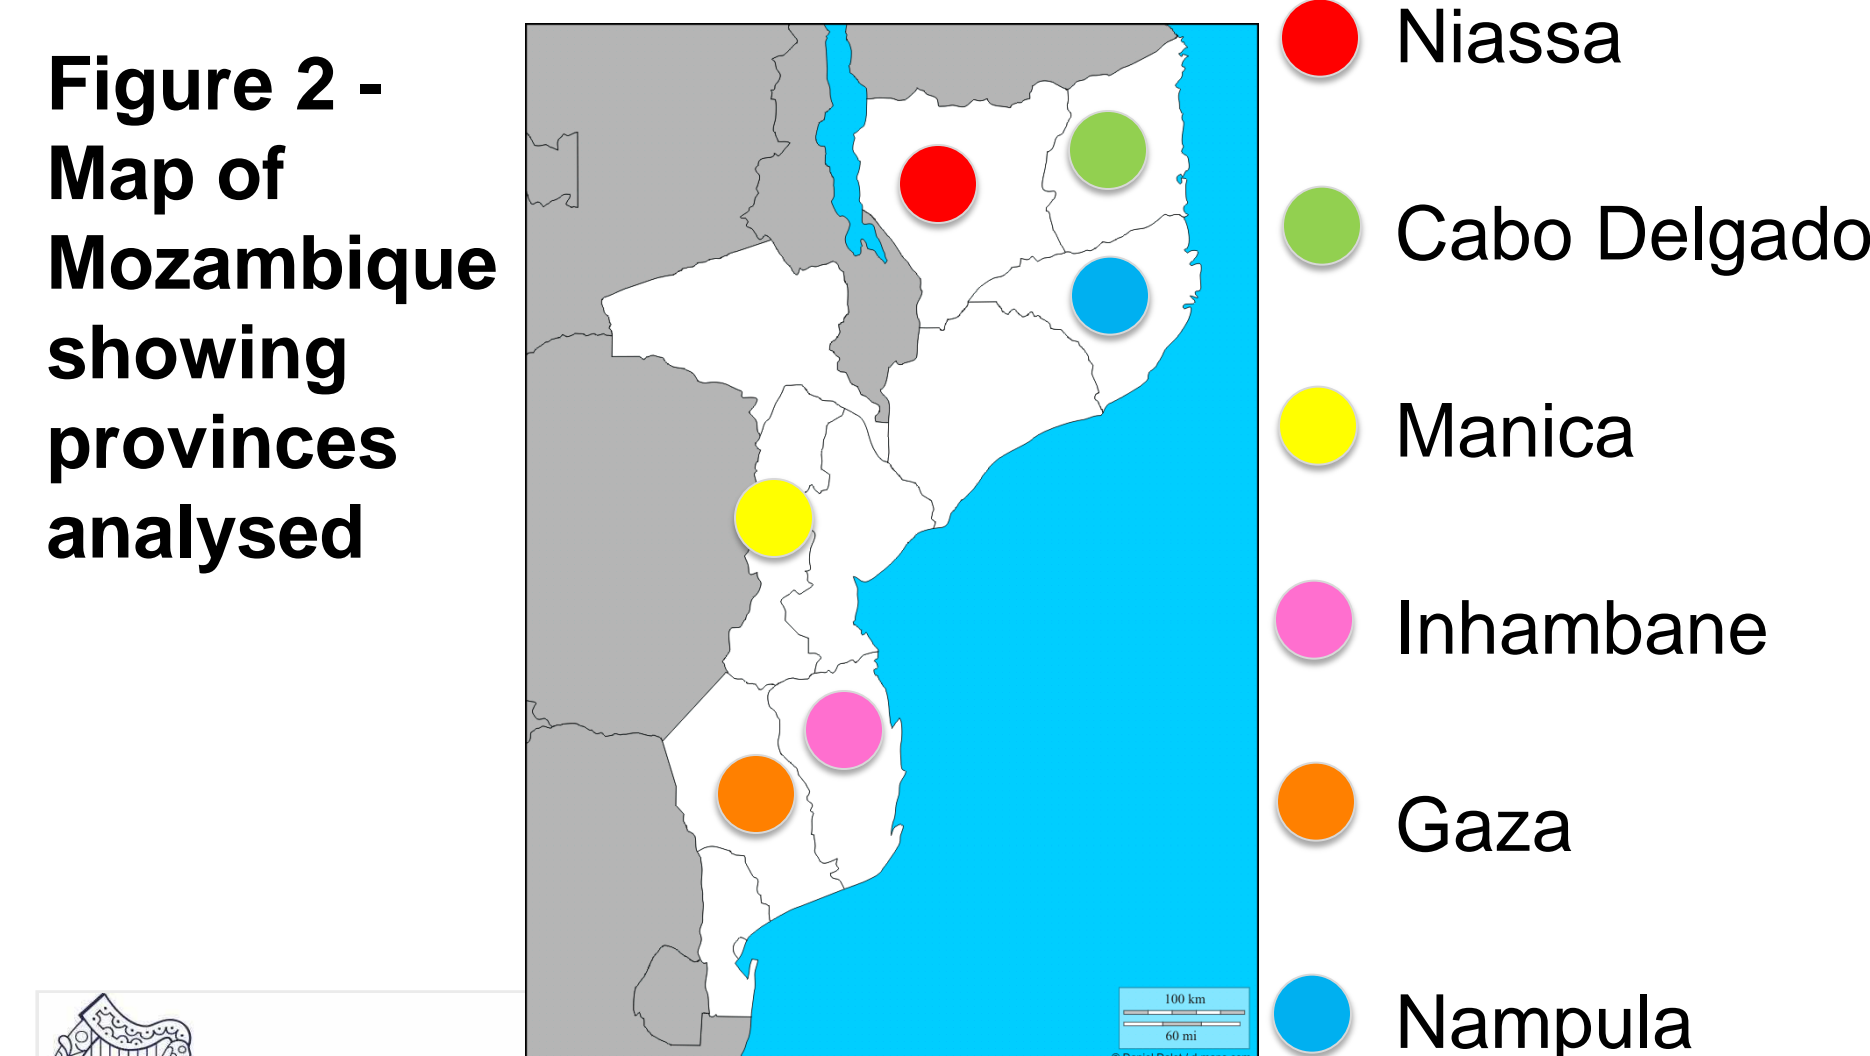 Figure 2 -
Map of
Mozambique
showing
provinces
analysed
Niassa
Cabo Delgado
Manica
Inhambane
Gaza
Nampula
100 km
60 mi